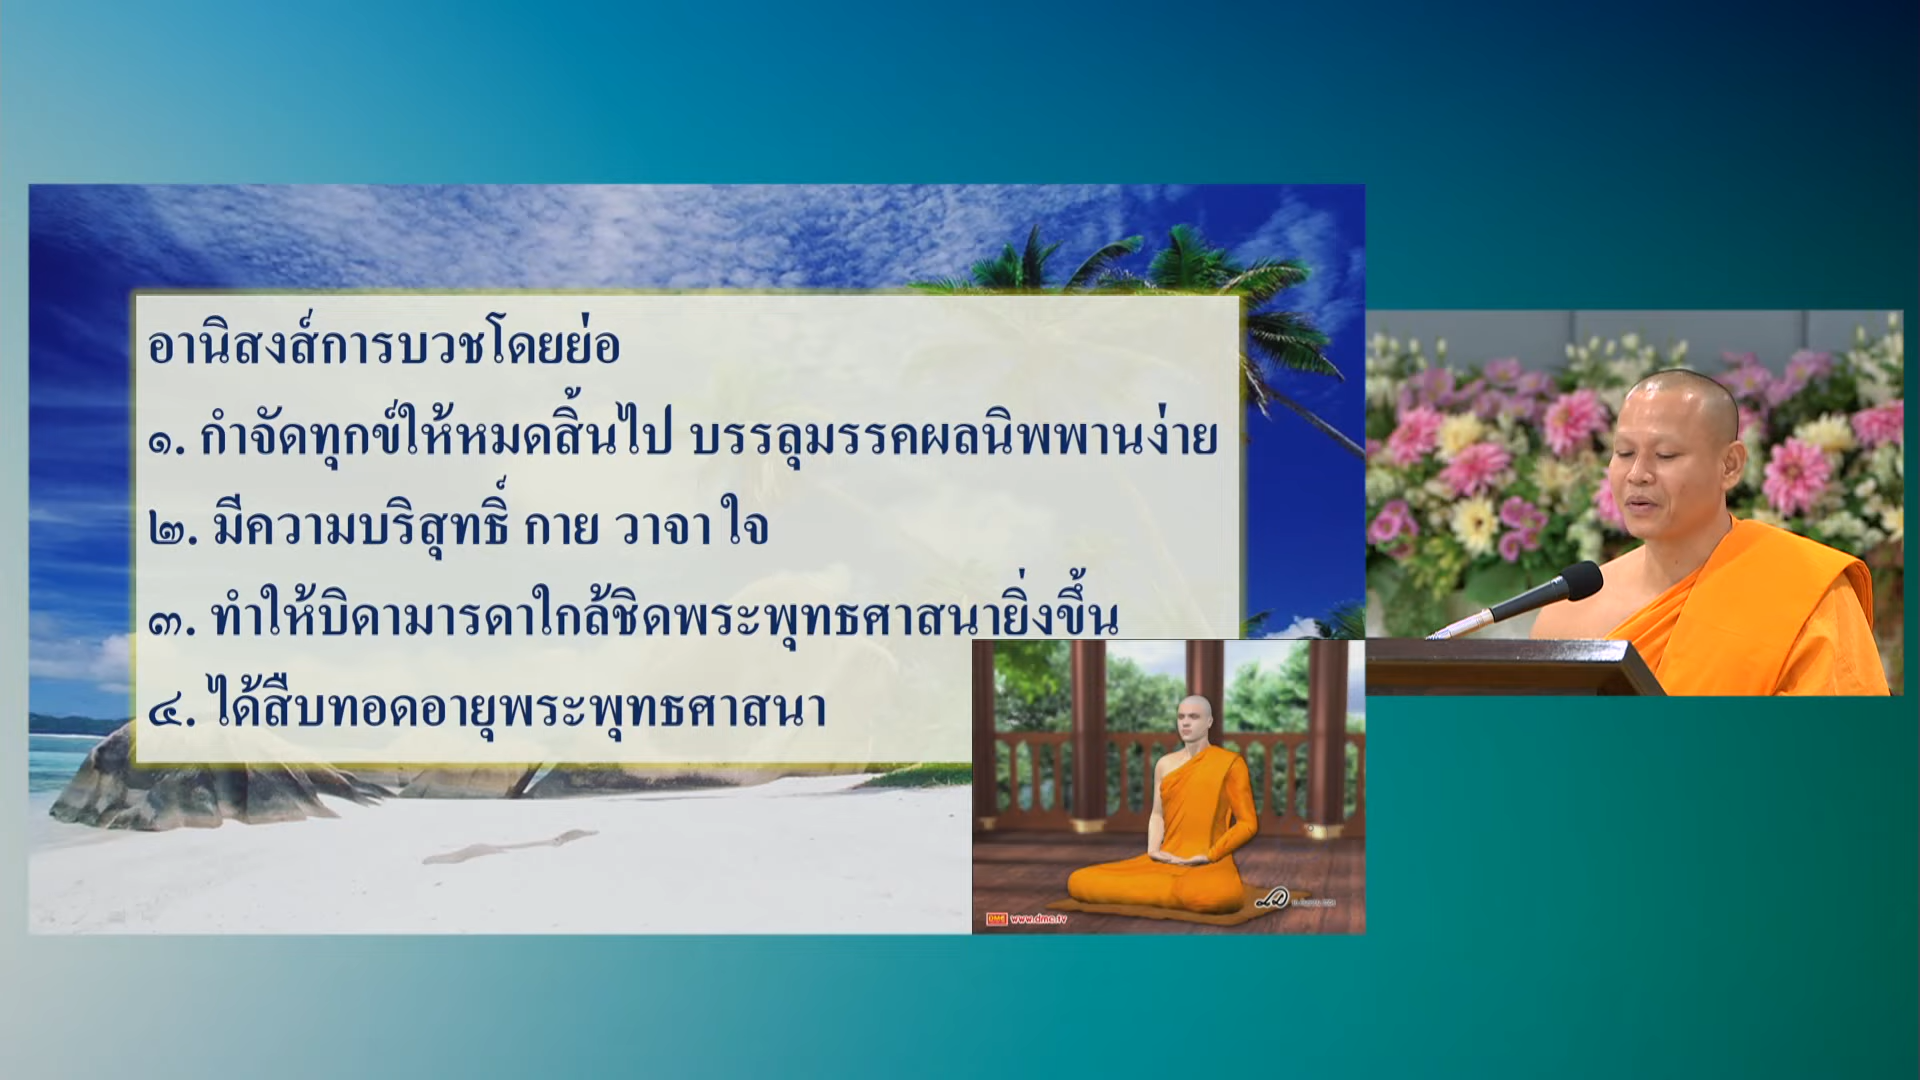 อานิสงส์การบวชโดยย่อ
๑. กำจัดทุกข์ให้หมดสิ้นไป บรรลุมรรคผลนิพพานง่าย
๒. มีความบริสุทธิ์ กาย วาจา ใจ
๓. ทำให้บิดามารดาใกล้ชิดพระพุทธศาสนายิ่งขึ้น
๔. ได้สืบทอดอายุพระพุทธศาสนา
DMC www.dmc.tv